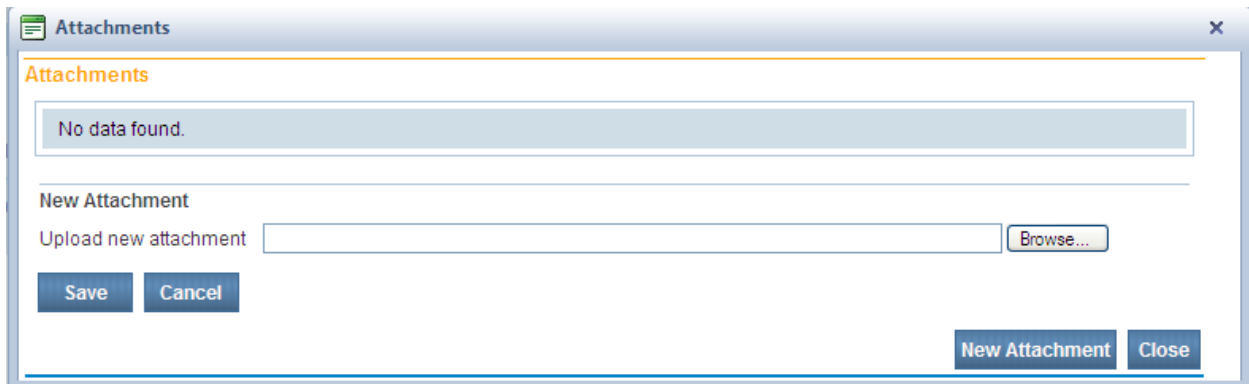 Attachments
Attachments
No data found.
New Attachment
Upload new attachment Browse...
Save Cancel
New Attachment Close